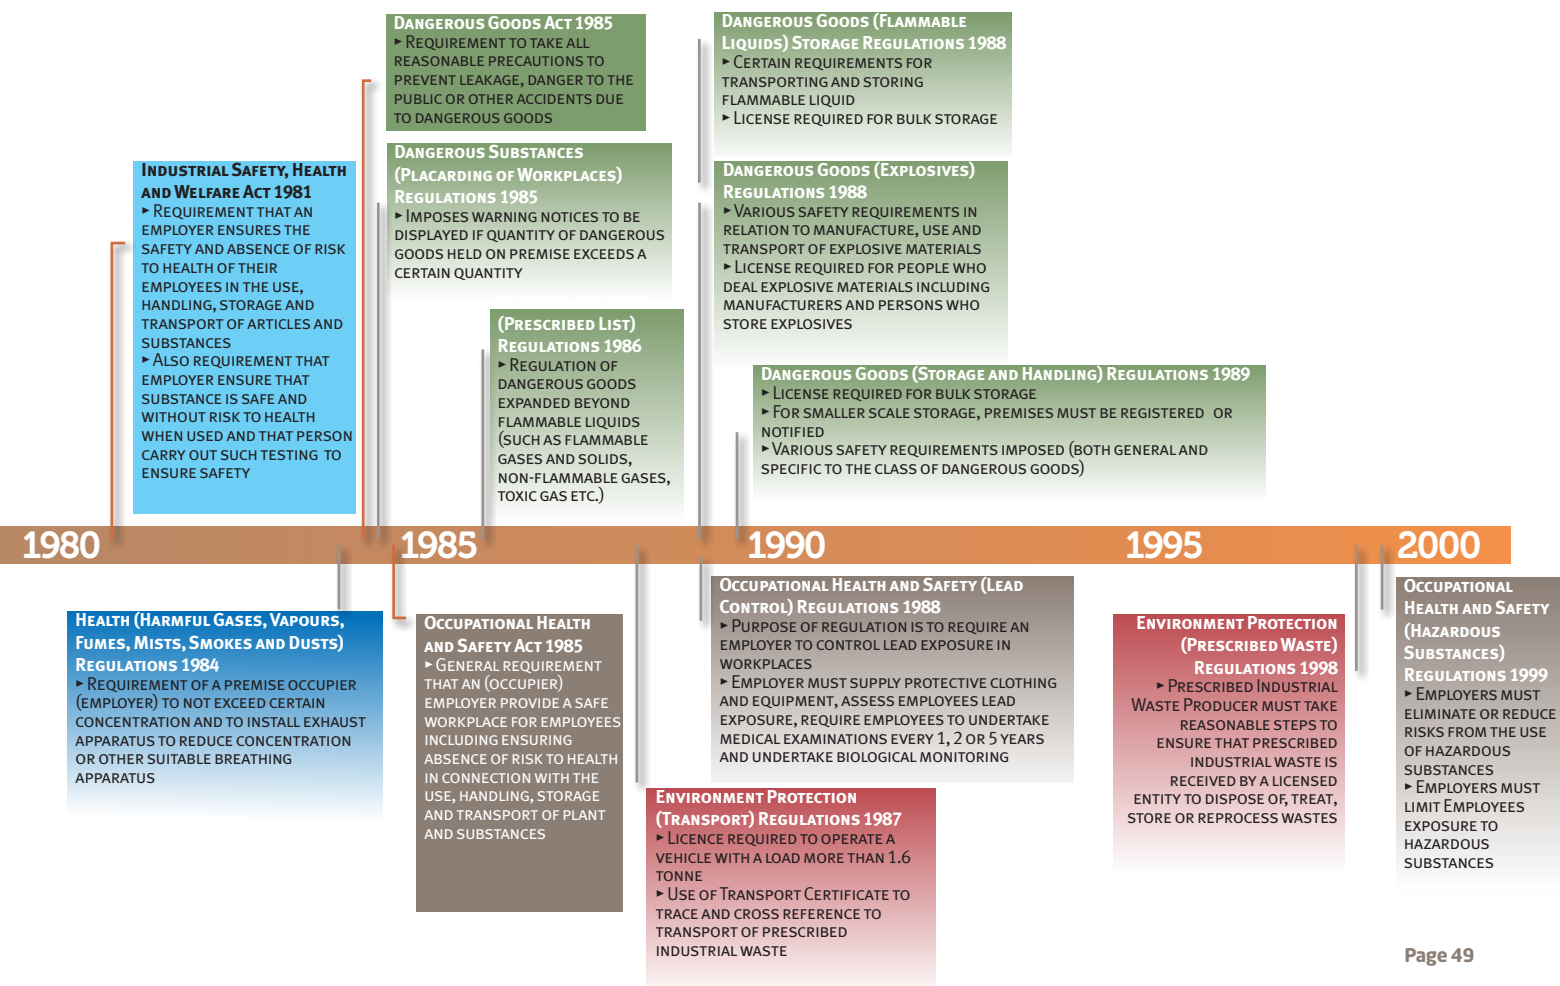 Dangerous Goods Act 1985
► Requirement to take all
reasonable precautions to
prevent leakage, danger to the
public or other accidents due
to dangerous goods
Dangerous Goods (Flammable
Liquids) Storage Regulations 1988
► Certain requirements for
transporting and storing
flammable liquid
► License required for bulk storage
Dangerous Substances
(Placarding of Workplaces)
Regulations 1985
► Imposes warning notices to be
displayed if quantity of dangerous
goods held on premise exceeds a
certain quantity
Industrial Safety, Health
and Welfare Act 1981
► Requirement that an
employer ensures the
safety and absence of risk
to health of their
employees in the use,
handling, storage and
transport of articles and
substances
► Also requirement that
employer ensure that
substance is safe and
without risk to health
when used and that person
carry out such testing to
ensure safety
Dangerous Goods (Explosives)
Regulations 1988
► Various safety requirements in
relation to manufacture, use and
transport of explosive materials
► License required for people who
deal explosive materials including
manufacturers and persons who
store explosives
(Prescribed List)
Regulations 1986
► Regulation of
dangerous goods
expanded beyond
flammable liquids
(such as flammable
gases and solids,
non-flammable gases,
toxic gas etc.)
Dangerous Goods (Storage and Handling) Regulations 1989
► License required for bulk storage
► For smaller scale storage, premises must be registered or
notified
► Various safety requirements imposed (both general and
specific to the class of dangerous goods)
1980 1985 1990 1995 2000
Health (Harmful Gases, Vapours,
Fumes, Mists, Smokes and Dusts)
Regulations 1984
► Requirement of a premise occupier
(employer) to not exceed certain
concentration and to install exhaust
apparatus to reduce concentration
or other suitable breathing
apparatus
Occupational Health
and Safety Act 1985
► General requirement
that an (occupier)
employer provide a safe
workplace for employees
including ensuring
absence of risk to health
in connection with the
use, handling, storage
and transport of plant
and substances
Occupational Health and Safety (Lead
Control) Regulations 1988
► Purpose of regulation is to require an
employer to control lead exposure in
workplaces
► Employer must supply protective clothing
and equipment, assess employees lead
exposure, require employees to undertake
medical examinations every 1, 2 or 5 years
and undertake biological monitoring
Environment Protection
(Transport) Regulations 1987
► Licence required to operate a
vehicle with a load more than 1.6
tonne
► Use of Transport Certificate to
trace and cross reference to
transport of prescribed
industrial waste
Environment Protection
(Prescribed Waste)
Regulations 1998
► Prescribed Industrial
Waste Producer must take
reasonable steps to
ensure that prescribed
industrial waste is
received by a licensed
entity to dispose of, treat,
store or reprocess wastes
Occupational
Health and Safety
(Hazardous
Substances)
Regulations 1999
► Employers must
eliminate or reduce
risks from the use
of hazardous
substances
► Employers must
limit Employees
exposure to
hazardous
substances
Page 49